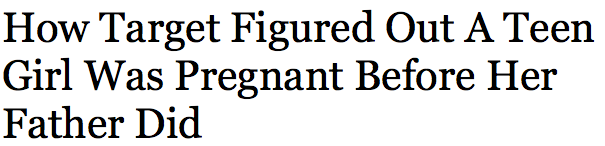 How Target Figured Out A Teen
Girl Was Pregnant Before Her
Father Did